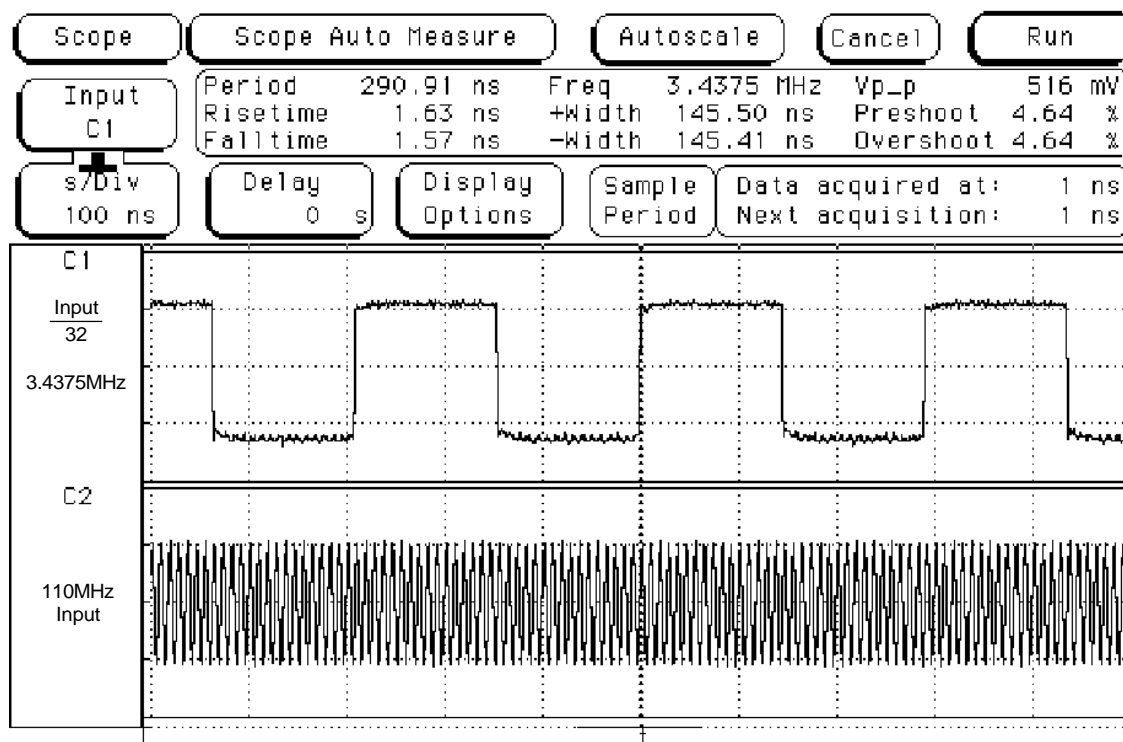 Scope Scope Auto Measure Autoscale Cancel Run
Input
C1
Period 290.91 ns Freq 3.4375 MHz Vp_p 516 mV
Risetime 1.63 ns +Width 145.50 ns Preshoot 4.64 %
Falltime 1.57 ns -Width 145.41 ns Overshoot 4.64 %
s/Div
100 ns
Delay
0 s
Display
Options
Sample
Period
Data acquired at: 1 ns
Next acquisition: 1 ns
C1
Input
32
3.4375MHz
C2
110MHz
Input